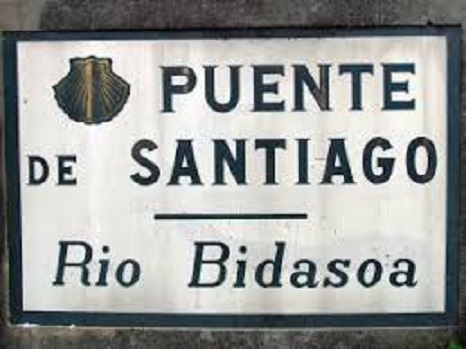 PUENTE
DE SANTIAGO
Rio Bidasoa